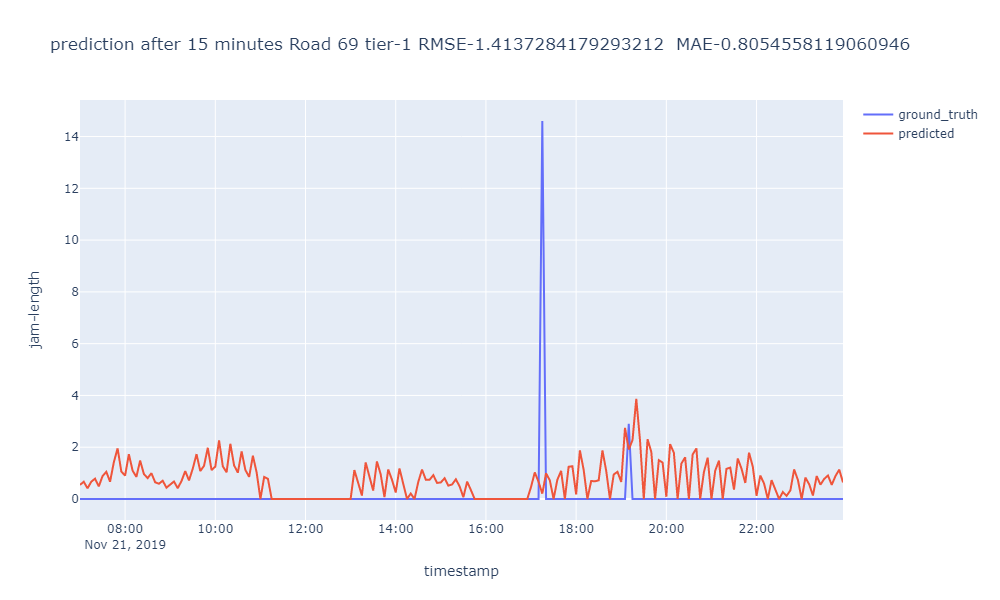 prediction after 15 minutes Road 69 tier-1 RMSE-1.4137284179293212  MAE-0.8054558119060946
ground_truth
predicted
jam-length
14
12
10
8
6
4
2
0
08:00 10:00 12:00 14:00 16:00 18:00 20:00 22:00
Nov 21, 2019
timestamp